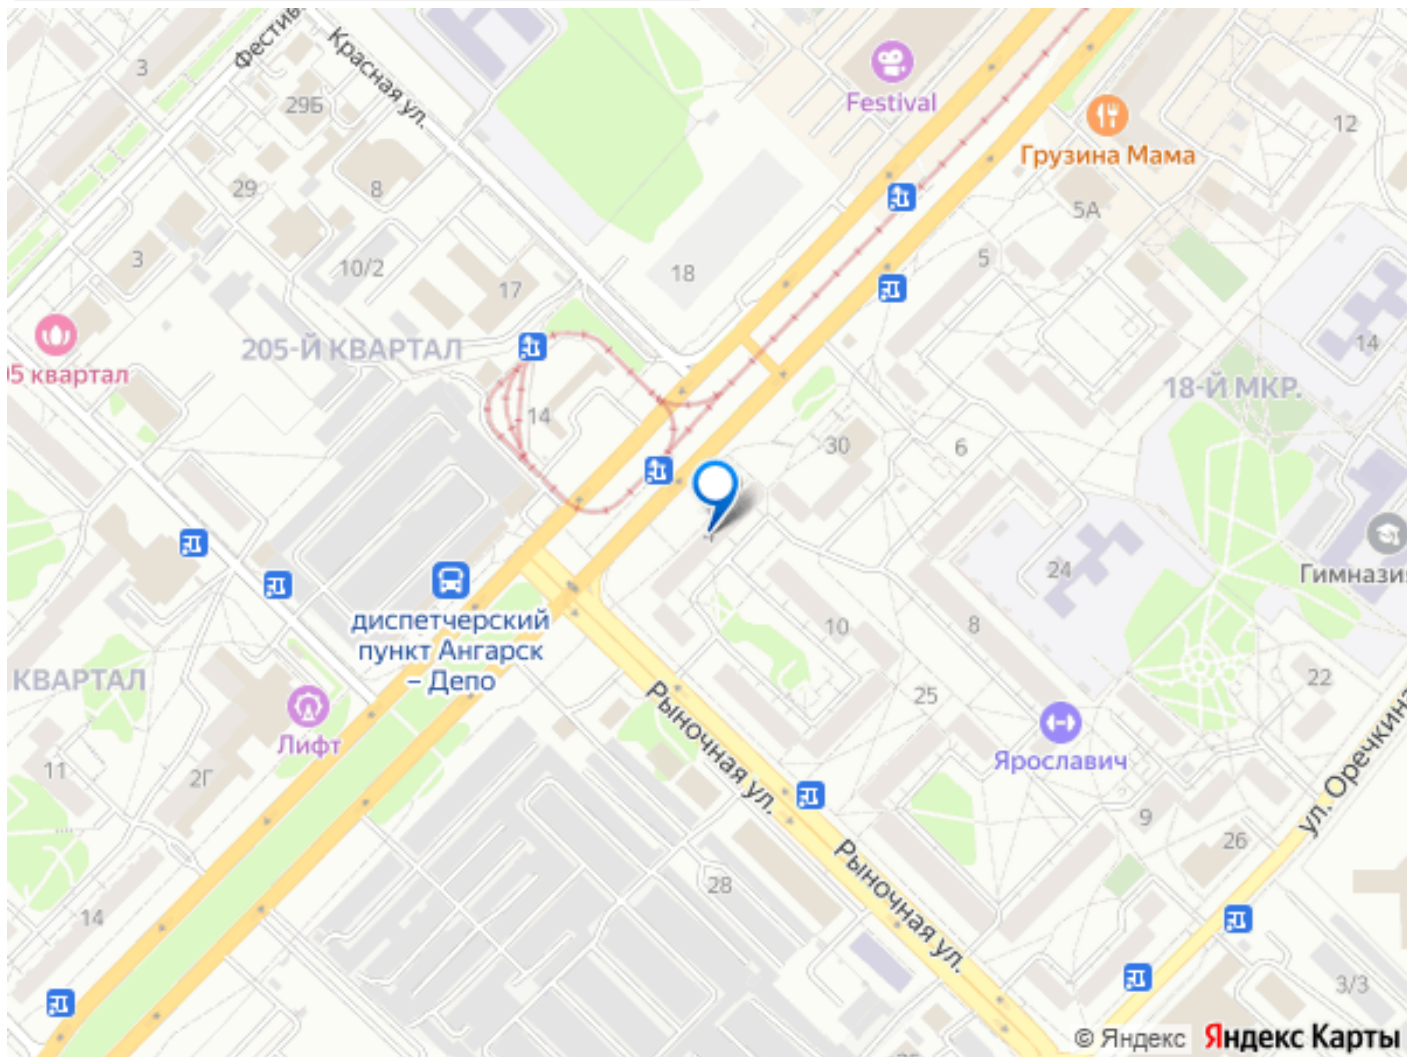 Фестив
Красная ул.
3
29Б
Festival
Грузина Мама
12
29
8
5А
3
10/2
17
18
5
205-Й КВАРТАЛ
5 квартал
14
14
18-Й МКР.
30
6
24
Гимназия
диспетчерский
пункт Ангарск
– Депо
10
8
КВАРТАЛ
22
25
Лифт
Рыночная ул.
Ярославич
ул. Оречкина
11
2Г
9
26
Рыночная ул.
28
14
3/3
© Яндекс Яндекс Карты